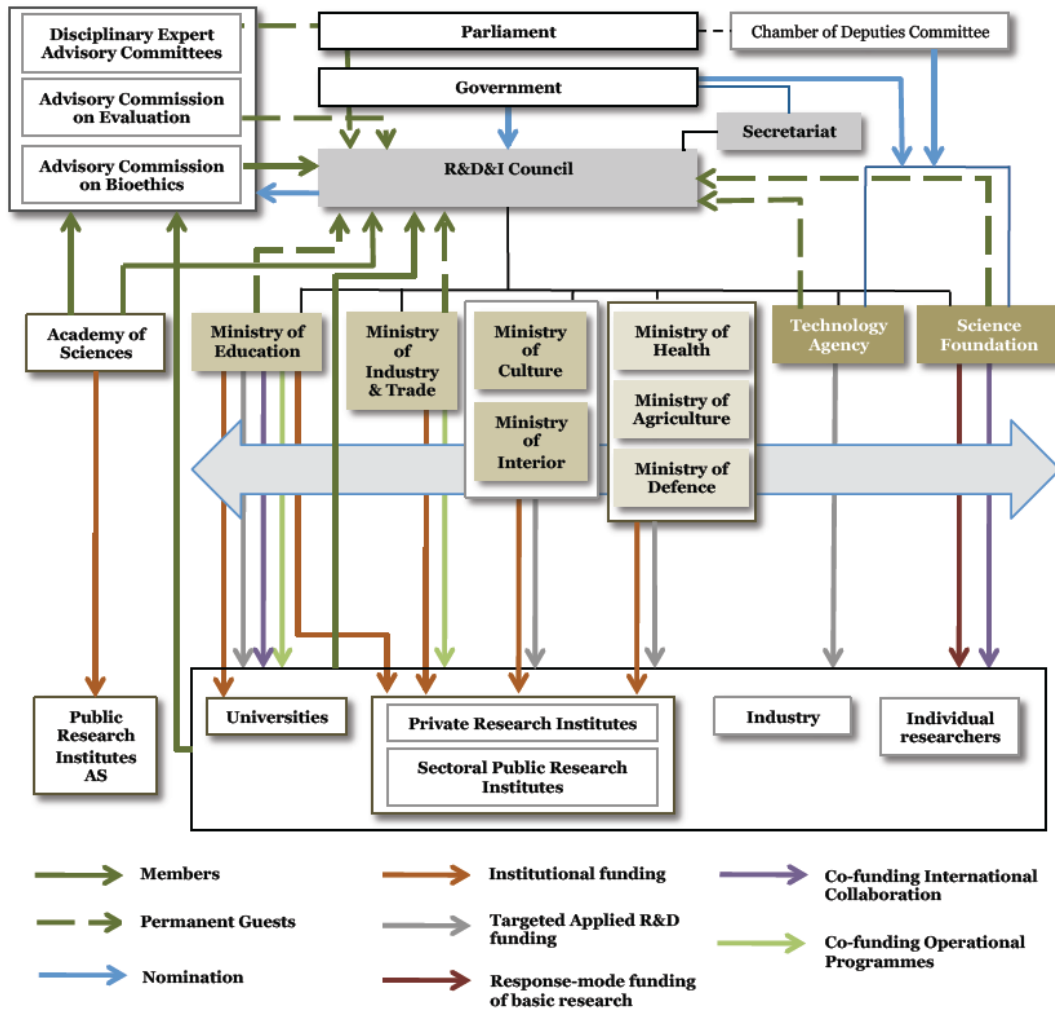 Disciplinary Expert
Advisory Committees
Advisory Commission
on Evaluation
Advisory Commission
on Bioethics
Parliament
Chamber of Deputies Committee
Government
Secretariat
R&D&I Council
Academy of
Sciences
Ministry of
Education
Ministry
of
Industry
& Trade
Ministry
of
Culture
Ministry
of
Interior
Ministry of
Health
Ministry of
Agriculture
Ministry of
Defence
Technology
Agency
Science
Foundation
Public
Research
Institutes
AS
Universities
Private Research Institutes
Sectoral Public Research
Institutes
Industry
Individual
researchers
Members
Permanent Guests
Nomination
Institutional funding
Targeted Applied R&D
funding
Response-mode funding
of basic research
Co-funding International
Collaboration
Co-funding Operational
Programmes